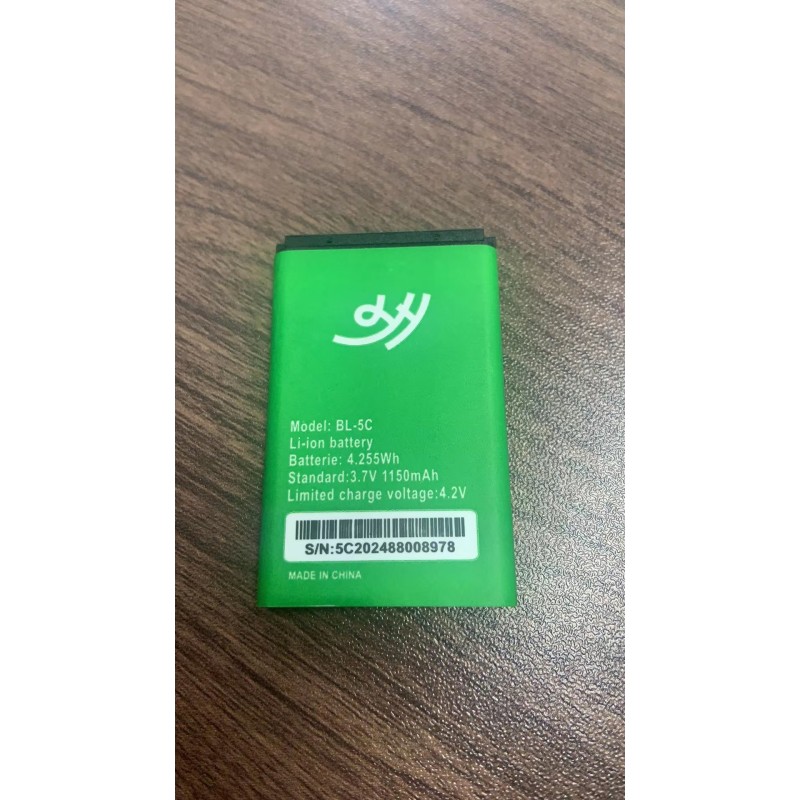 Model: BL-5C
Li-ion battery
Batterie: 4.255Wh
Standard:3.7V 1150mAh
Limited charge voltage:4.2V
S/N:5C202488008978
MADE IN CHINA